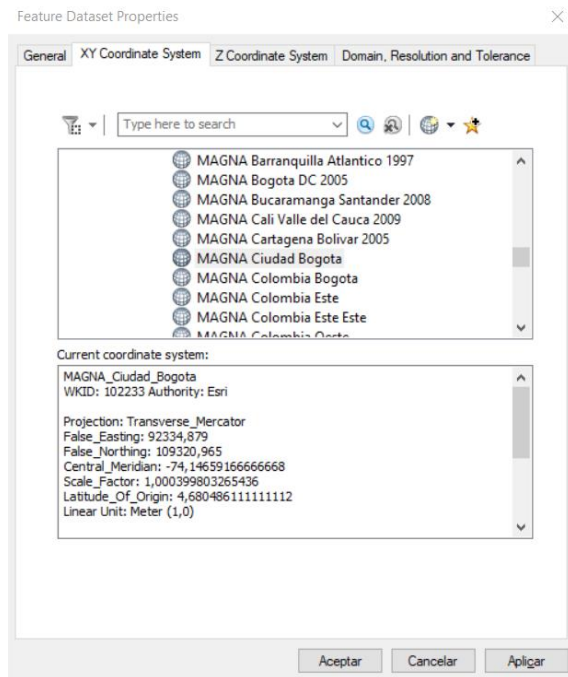 Feature Dataset Properties
General XY Coordinate System Z Coordinate System Domain, Resolution and Tolerance
Type here to search
MAGNA Barranquilla Atlantico 1997
MAGNA Bogota DC 2005
MAGNA Bucaramanga Santander 2008
MAGNA Cali Valle del Cauca 2009
MAGNA Cartagena Bolivar 2005
MAGNA Ciudad Bogota
MAGNA Colombia Bogota
MAGNA Colombia Este
MAGNA Colombia Este Este
MAGNA Colombia Oeste
Current coordinate system:
MAGNA_Ciudad_Bogota
WKID: 102233 Authority: Esri
Projection: Transverse_Mercator
False_Easting: 92334,879
False_Northing: 109320,965
Central_Meridian: -74,14659166666668
Scale_Factor: 1,000399803265436
Latitude_Of_Origin: 4,680486111111112
Linear Unit: Meter (1,0)
Aceptar Cancelar Aplicar